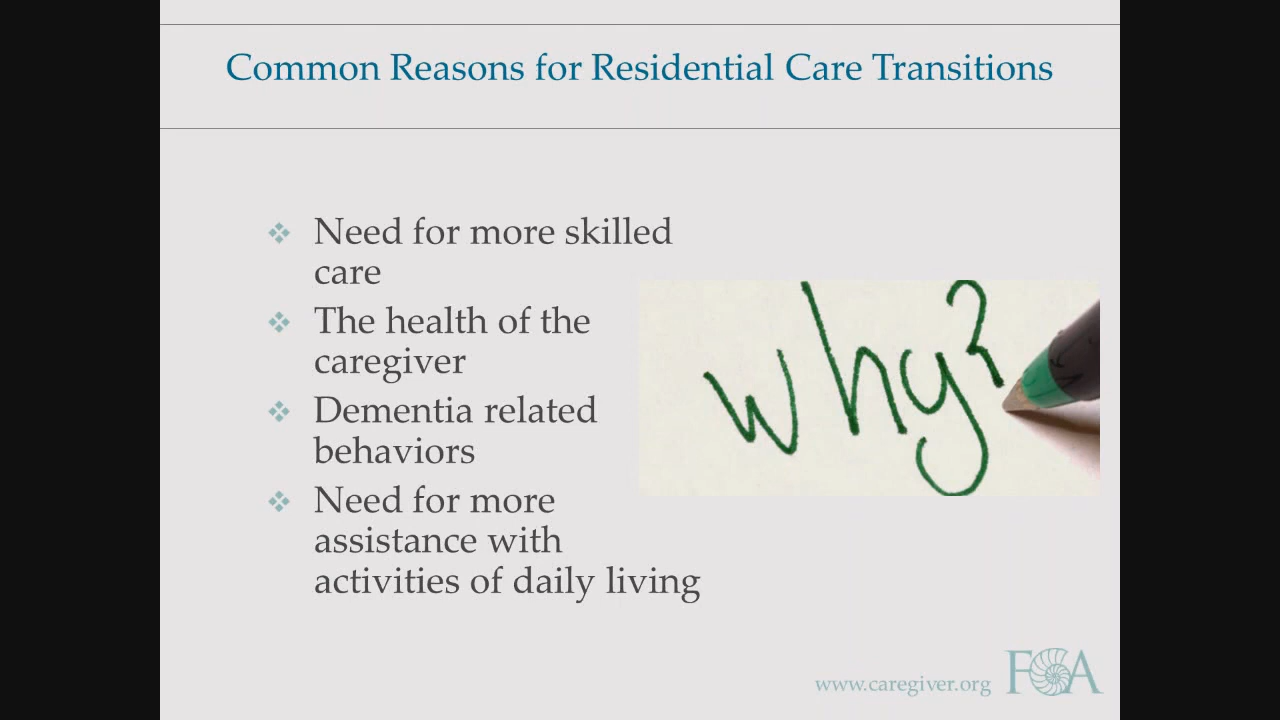 Common Reasons for Residential Care Transitions
Need for more skilled
care
The health of the
caregiver
Dementia related
behaviors
Need for more
assistance with
activities of daily living
why?
www.caregiver.org
FCA